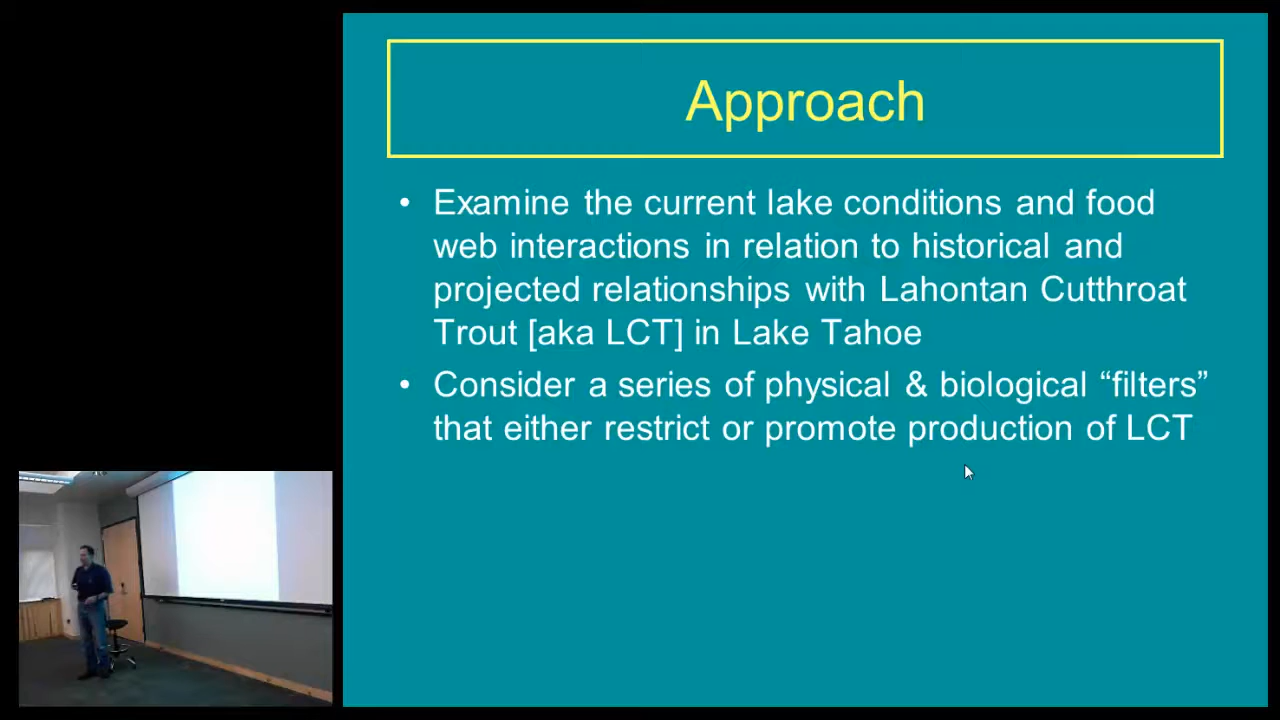 Approach
• Examine the current lake conditions and food
web interactions in relation to historical and
projected relationships with Lahontan Cutthroat
Trout [aka LCT] in Lake Tahoe
• Consider a series of physical & biological “filters”
that either restrict or promote production of LCT